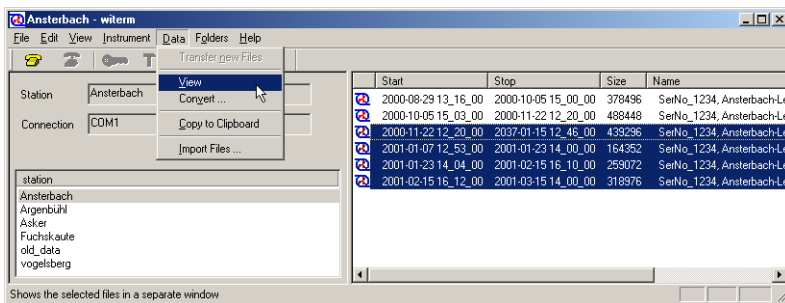 Ansterbach - witerm
File Edit View Instrument Data Folders Help
Transfer new Files
View
Convert ...
Copy to Clipboard
Import Files ...
Station Ansterbach
Connection COM1
station
Ansterbach
Argenbühl
Asker
Fuchskaute
old_data
vogelsberg
Start Stop Size Name
2000-08-29 13_16_00 2000-10-05 15_00_00 378496 SerNo_1234, Ansterbach-Le
2000-10-05 15_03_00 2000-11-22 12_20_00 488448 SerNo_1234, Ansterbach-Le
2000-11-22 12_20_00 2037-01-15 12_46_00 439296 SerNo_1234, Ansterbach-Le
2001-01-07 12_53_00 2001-01-23 14_00_00 164352 SerNo_1234, Ansterbach-Le
2001-01-23 14_04_00 2001-02-15 16_10_00 259072 SerNo_1234, Ansterbach-Le
2001-02-15 16_12_00 2001-03-15 14_00_00 318976 SerNo_1234, Ansterbach-Le
Shows the selected files in a separate window